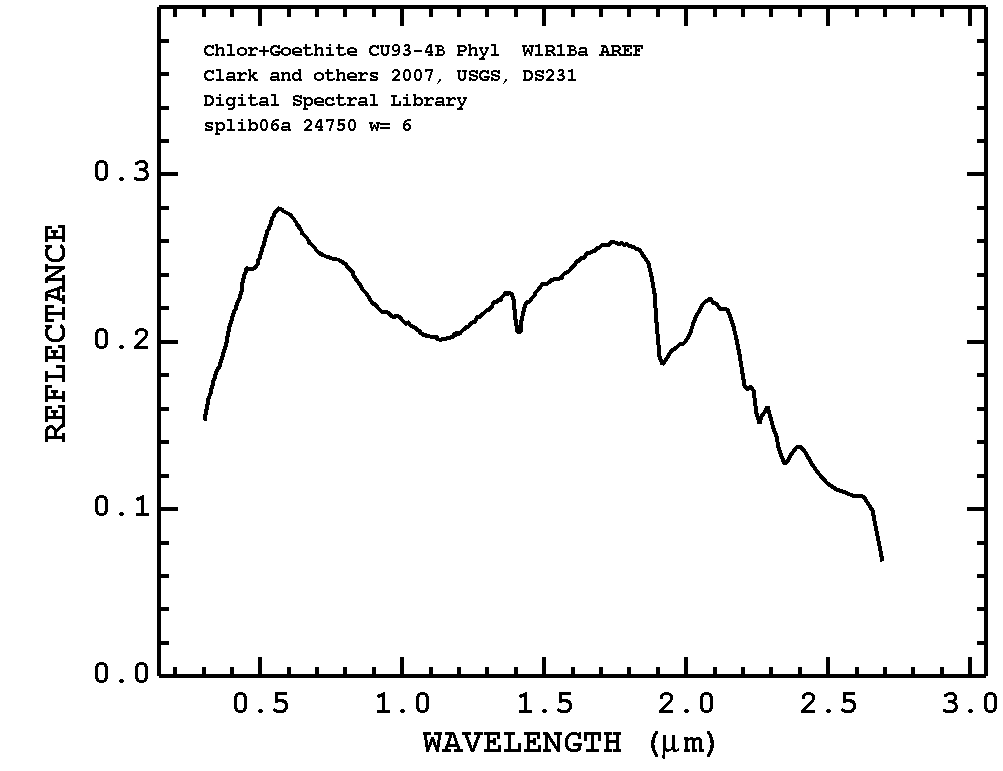 Chlor+Goethite CU93-4B Phyl  W1R1Ba AREF
Clark and others 2007, USGS, DS231
Digital Spectral Library
splib06a 24750 w= 6
0.3
0.2
0.1
0.0
REFLECTANCE
0.5 1.0 1.5 2.0 2.5 3.0
WAVELENGTH (μm)